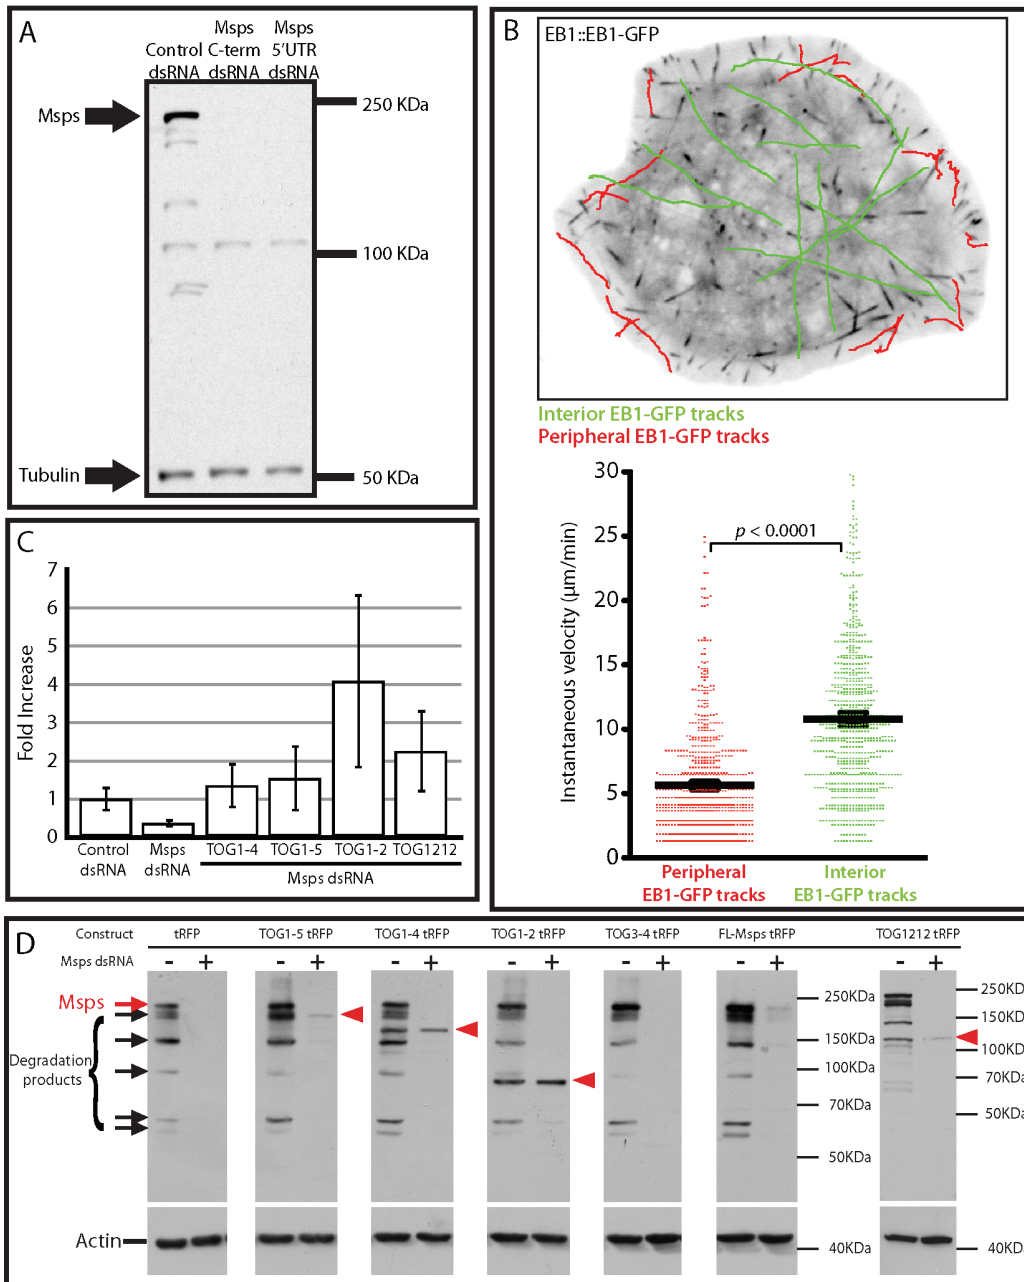 A
Control
dsRNA
Msps
C-term
dsRNA
Msps
5'UTR
dsRNA
Msps
250 KDa
100 KDa
Tubulin
50 KDa
B
EB1::EB1-GFP
Interior EB1-GFP tracks
Peripheral EB1-GFP tracks
Instantaneous velocity (μm/min)
30
25
20
15
10
5
0
p < 0.0001
Peripheral
EB1-GFP tracks
Interior
EB1-GFP tracks
C
Fold Increase
7
6
5
4
3
2
1
0
Control
dsRNA
Msps
dsRNA
TOG1-4
TOG1-5
TOG1-2
TOG1212
Msps dsRNA
D
Construct
tRFP
TOG1-5 tRFP
TOG1-4 tRFP
TOG1-2 tRFP
TOG3-4 tRFP
FL-Msps tRFP
TOG1212 tRFP
Msps dsRNA
- + - + - + - + - + - + - +
Msps
Degradation
products
250KDa
150KDa
100KDa
70KDa
50KDa
250KDa
150KDa
100KDa
70KDa
50KDa
Actin
40KDa
40KDa